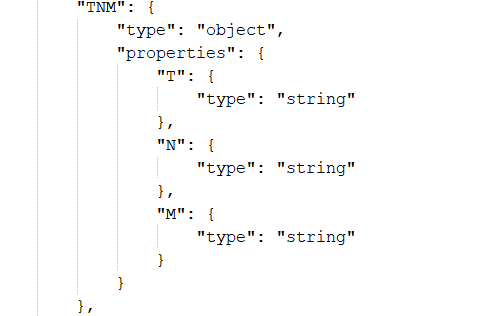 "TNM": {
"type": "object",
"properties": {
"T": {
"type": "string"
},
"N": {
"type": "string"
},
"M": {
"type": "string"
}
}
},